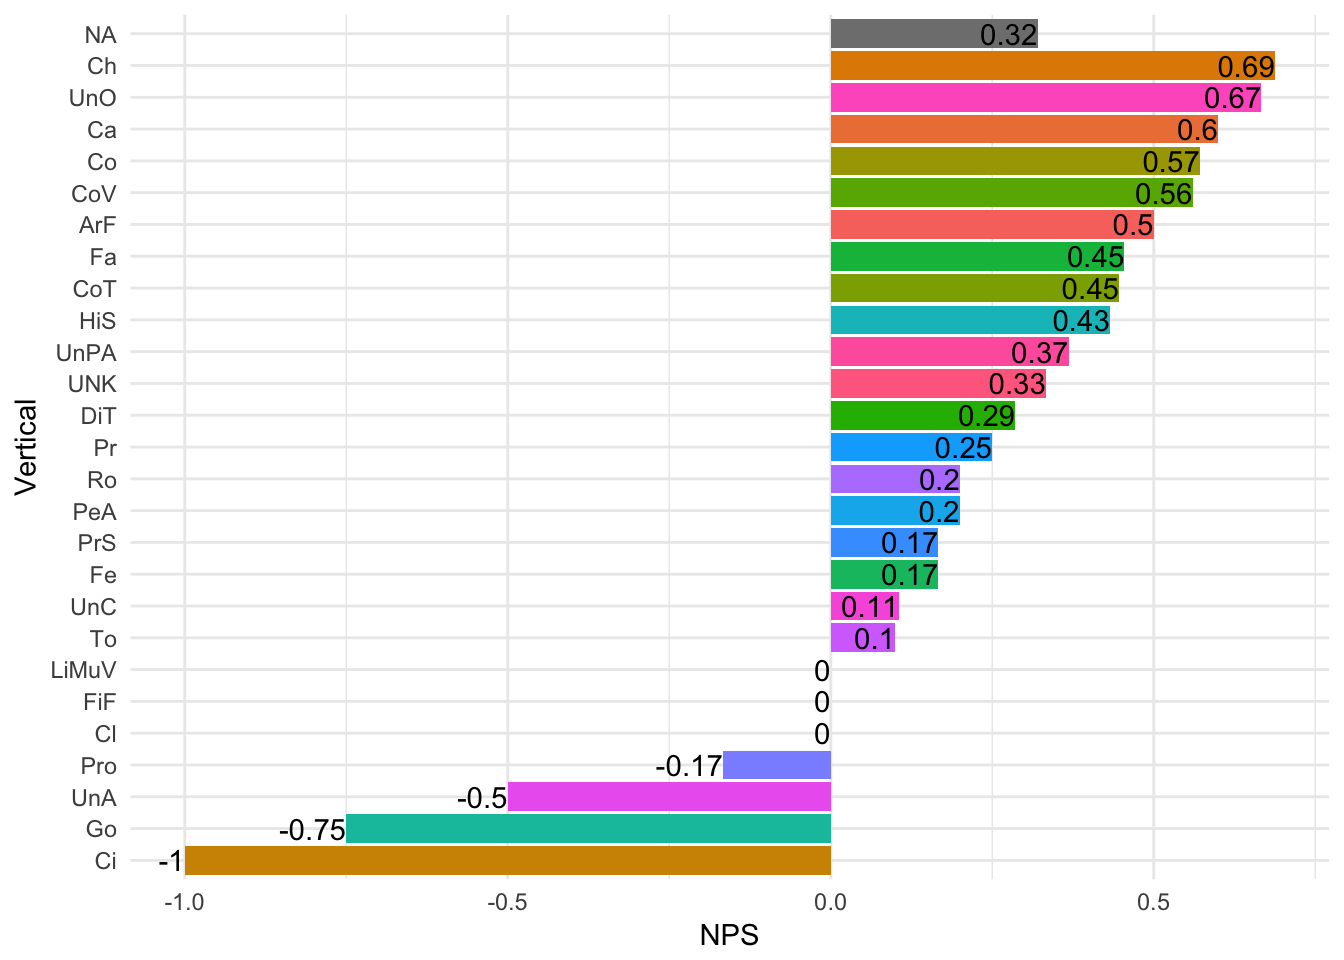 NA 0.32
Ch 0.69
UnO 0.67
Ca 0.6
Co 0.57
CoV 0.56
ArF 0.5
Fa 0.45
CoT 0.45
HiS 0.43
UnPA 0.37
UNK 0.33
DiT 0.29
Pr 0.25
Ro 0.2
PeA 0.2
PrS 0.17
Fe 0.17
UnC 0.11
To 0.1
LiMuV 0
FiF 0
Cl 0
Pro -0.17
UnA -0.5
Go -0.75
Ci -1
Vertical
-1.0 -0.5 0.0 0.5
NPS